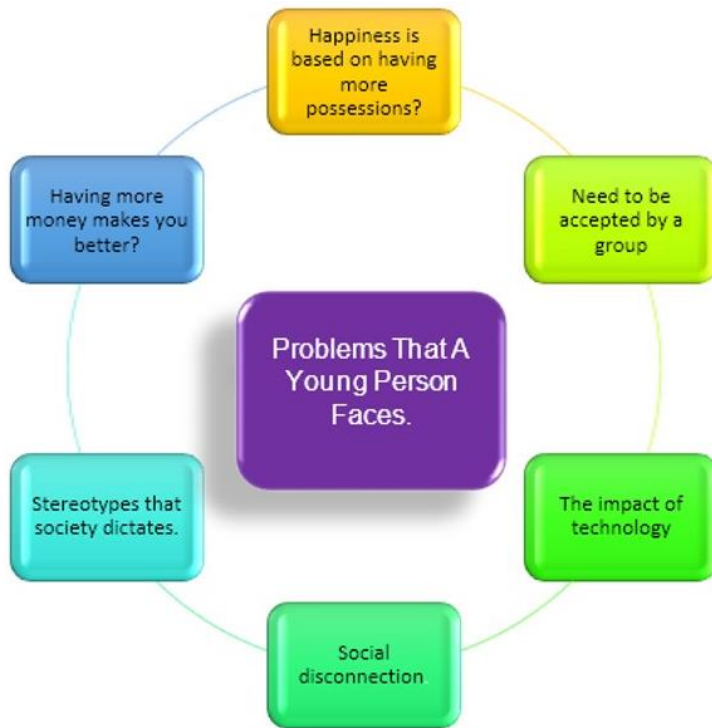 Happiness is
based on having
more
possessions?
Need to be
accepted by a
group
The impact of
technology
Social
disconnection.
Stereotypes that
society dictates.
Having more
money makes you
better?
Problems That A
Young Person
Faces.